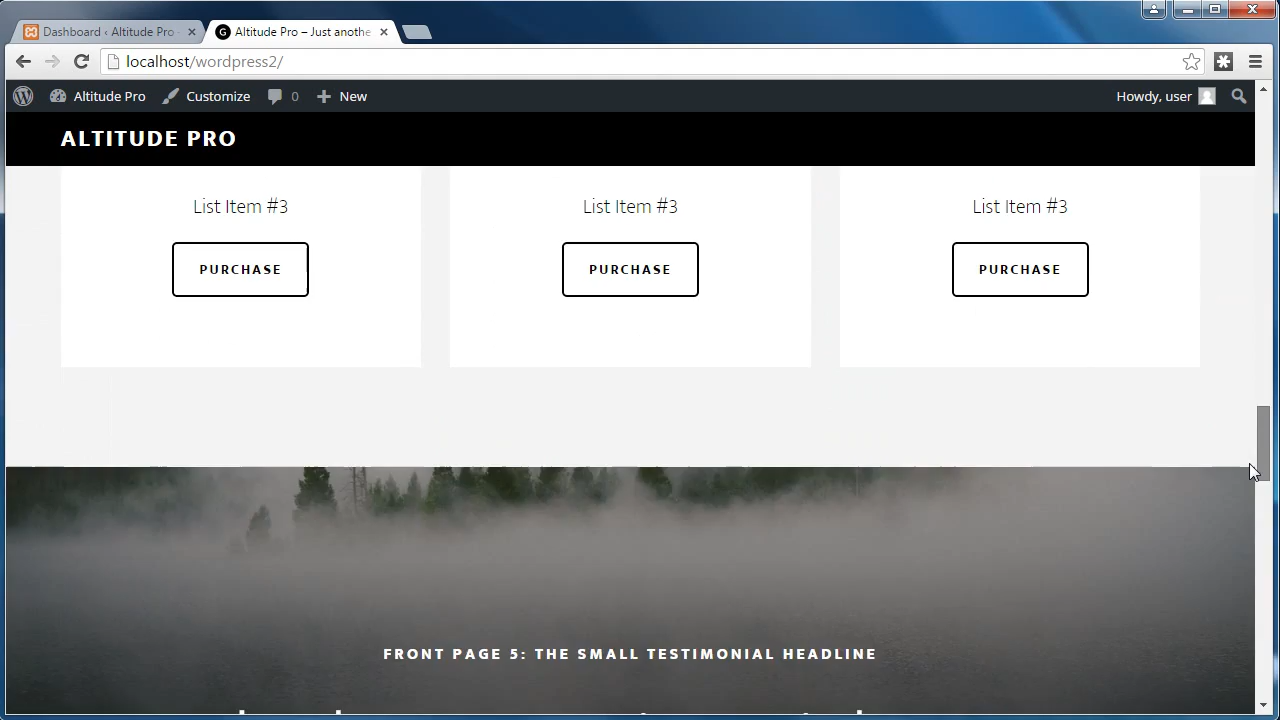 Dashboard ‹ Altitude Pro
Altitude Pro – Just anothe
localhost/wordpress2/
Altitude Pro Customize 0 New Howdy, user
ALTITUDE PRO
List Item #3 List Item #3 List Item #3
PURCHASE PURCHASE PURCHASE
FRONT PAGE 5: THE SMALL TESTIMONIAL HEADLINE